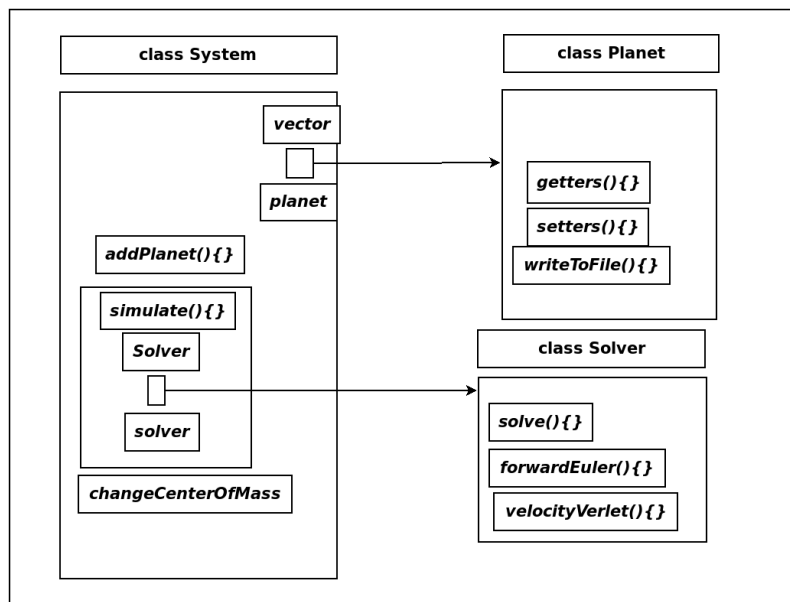 class System
vector
planet
addPlanet(){}
simulate(){}
Solver
solver
changeCenterOfMass
class Planet
getters(){}
setters(){}
writeToFile(){}
class Solver
solve(){}
forwardEuler(){}
velocityVerlet(){}